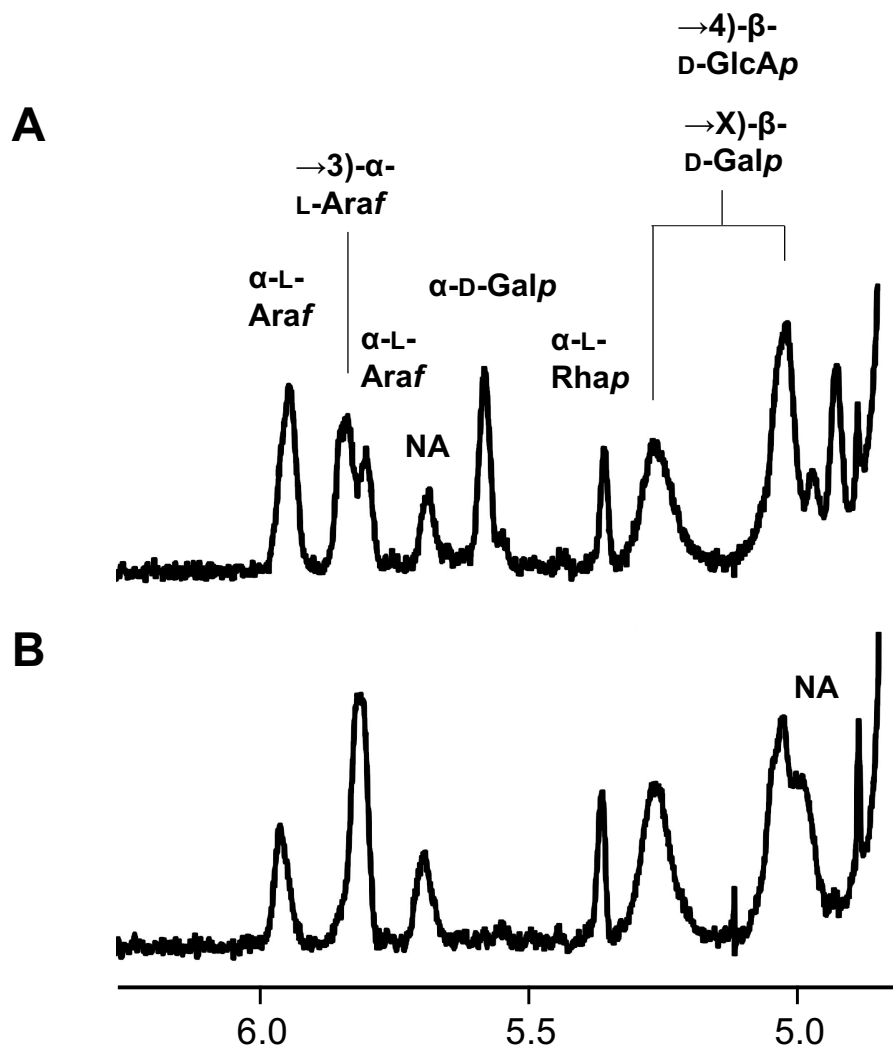 →4)-β-
D-GlcAp
A
→X)-β-
D-Galp
→3)-α-
L-Araf
α-L-
Araf
α-D-Galp
α-L-
Araf
α-L-
Rhap
NA
B
NA
6.0
5.5
5.0